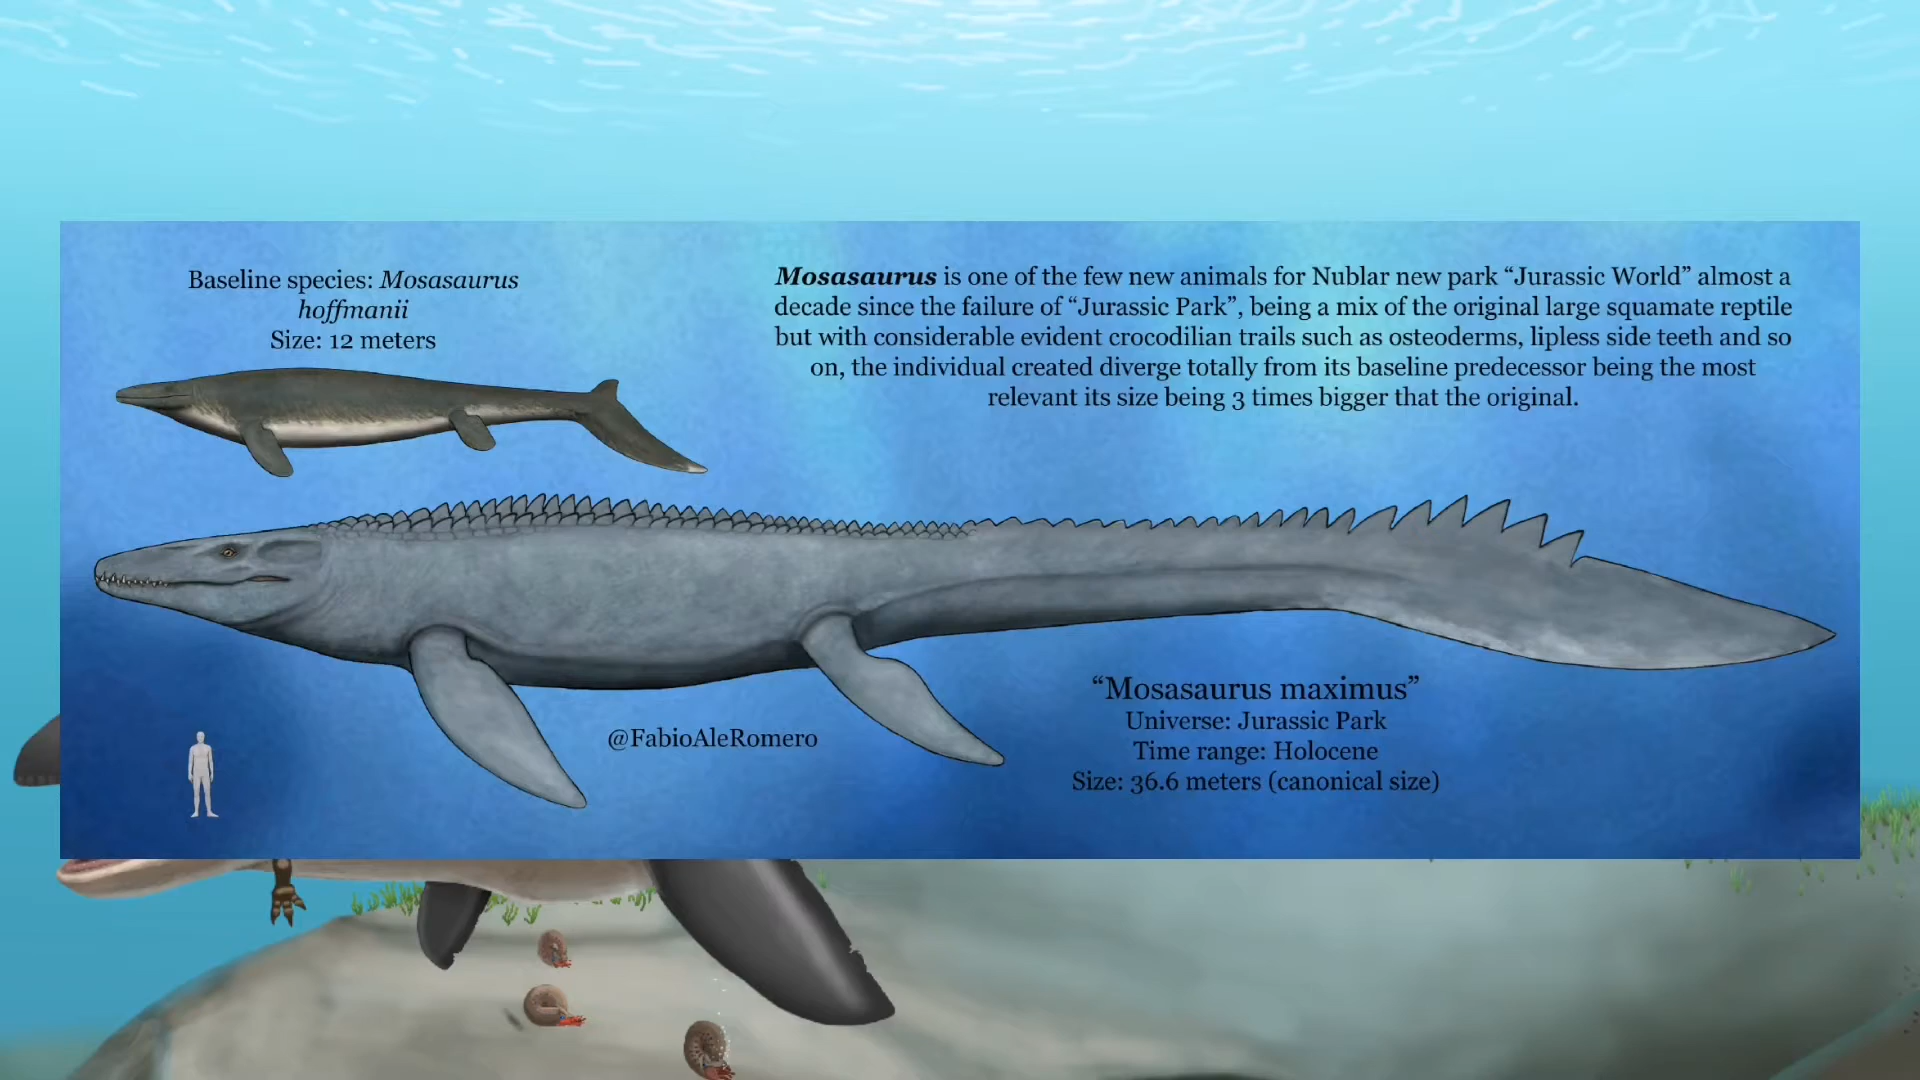 Baseline species: Mosasaurus
hoffmanii
Size: 12 meters
Mosasaurus is one of the few new animals for Nublar new park “Jurassic World” almost a
decade since the failure of “Jurassic Park”, being a mix of the original large squamate reptile
but with considerable evident crocodilian trails such as osteoderms, lipless side teeth and so
on, the individual created diverge totally from its baseline predecessor being the most
relevant its size being 3 times bigger that the original.
“Mosasaurus maximus”
Universe: Jurassic Park
Time range: Holocene
Size: 36.6 meters (canonical size)
@FabioAleRomero